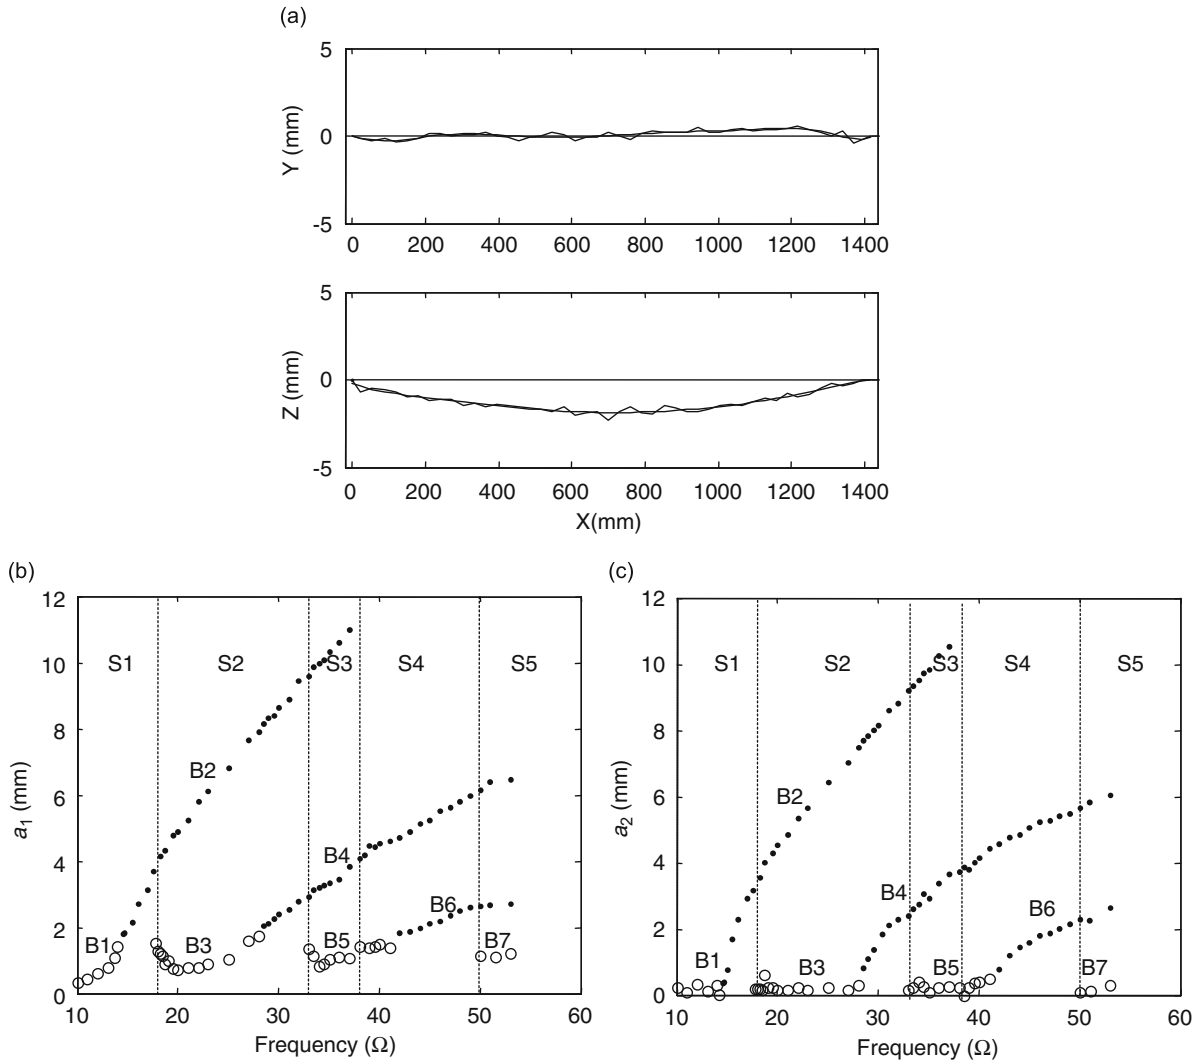 (a)
5
0
-5
Y (mm)
0 200 400 600 800 1000 1200 1400
5
0
-5
Z (mm)
0 200 400 600 800 1000 1200 1400
X(mm)
(b)
12
10
8
6
4
2
0
a1 (mm)
S1 S2 S3 S4 S5
B2
B4
B6
B1 B3 B5 B7
10 20 30 40 50 60
Frequency (Ω)
(c)
12
10
8
6
4
2
0
a2 (mm)
S1 S2 S3 S4 S5
B2
B4
B6
B1 B3 B5 B7
10 20 30 40 50 60
Frequency (Ω)